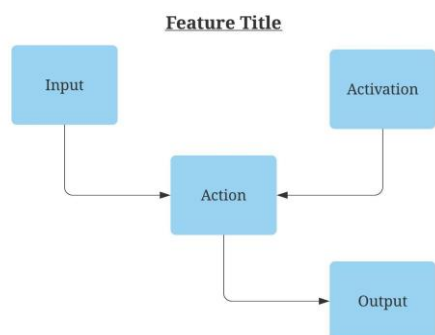 Feature Title
Input
Activation
Action
Output